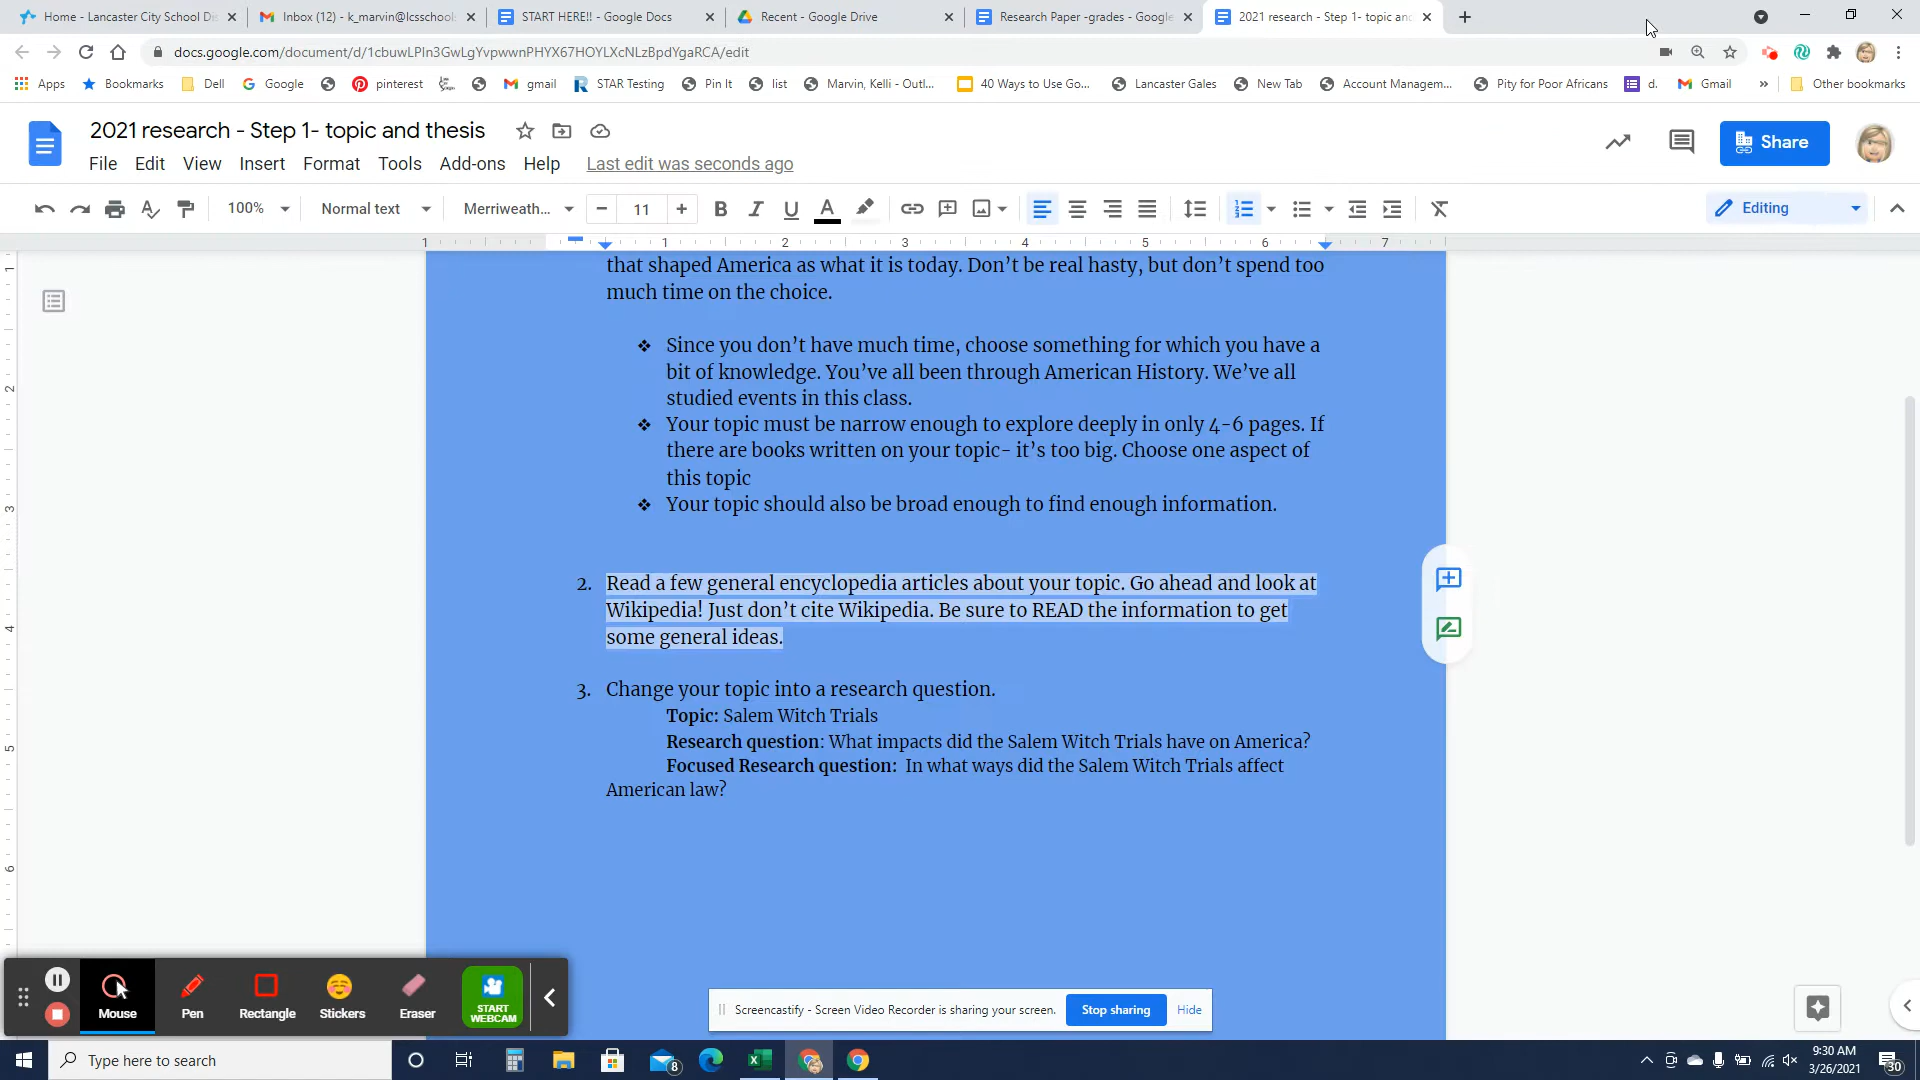 Home - Lancaster City School Di
Inbox (12) - k_marvin@lcsschools
START HERE!! - Google Docs
Recent - Google Drive
Research Paper -grades - Google
2021 research - Step 1- topic and
docs.google.com/document/d/1cbuwLPIn3GwLgYvpwwnPHYX67HOYLXcNLzBpdYgaRCA/edit
Apps
Bookmarks
Dell
Google
pinterest
gmail
STAR Testing
Pin It
list
Marvin, Kelli - Outl...
40 Ways to Use Go...
Lancaster Gales
New Tab
Account Managem...
Pity for Poor Africans
d.
Gmail
»
Other bookmarks
2021 research - Step 1- topic and thesis
File Edit View Insert Format Tools Add-ons Help Last edit was seconds ago
Share
100% Normal text Merriweath... 11 B I U A
Editing
that shaped America as what it is today. Don’t be real hasty, but don’t spend too
much time on the choice.
❖ Since you don’t have much time, choose something for which you have a
bit of knowledge. You’ve all been through American History. We’ve all
studied events in this class.
❖ Your topic must be narrow enough to explore deeply in only 4-6 pages. If
there are books written on your topic- it’s too big. Choose one aspect of
this topic
❖ Your topic should also be broad enough to find enough information.
2. Read a few general encyclopedia articles about your topic. Go ahead and look at
Wikipedia! Just don’t cite Wikipedia. Be sure to READ the information to get
some general ideas.
3. Change your topic into a research question.
Topic: Salem Witch Trials
Research question: What impacts did the Salem Witch Trials have on America?
Focused Research question: In what ways did the Salem Witch Trials affect
American law?
Mouse
Pen
Rectangle
Stickers
Eraser
START
WEBCAM
Screencastify - Screen Video Recorder is sharing your screen.
Stop sharing
Hide
Type here to search
8
9:30 AM
3/26/2021
30